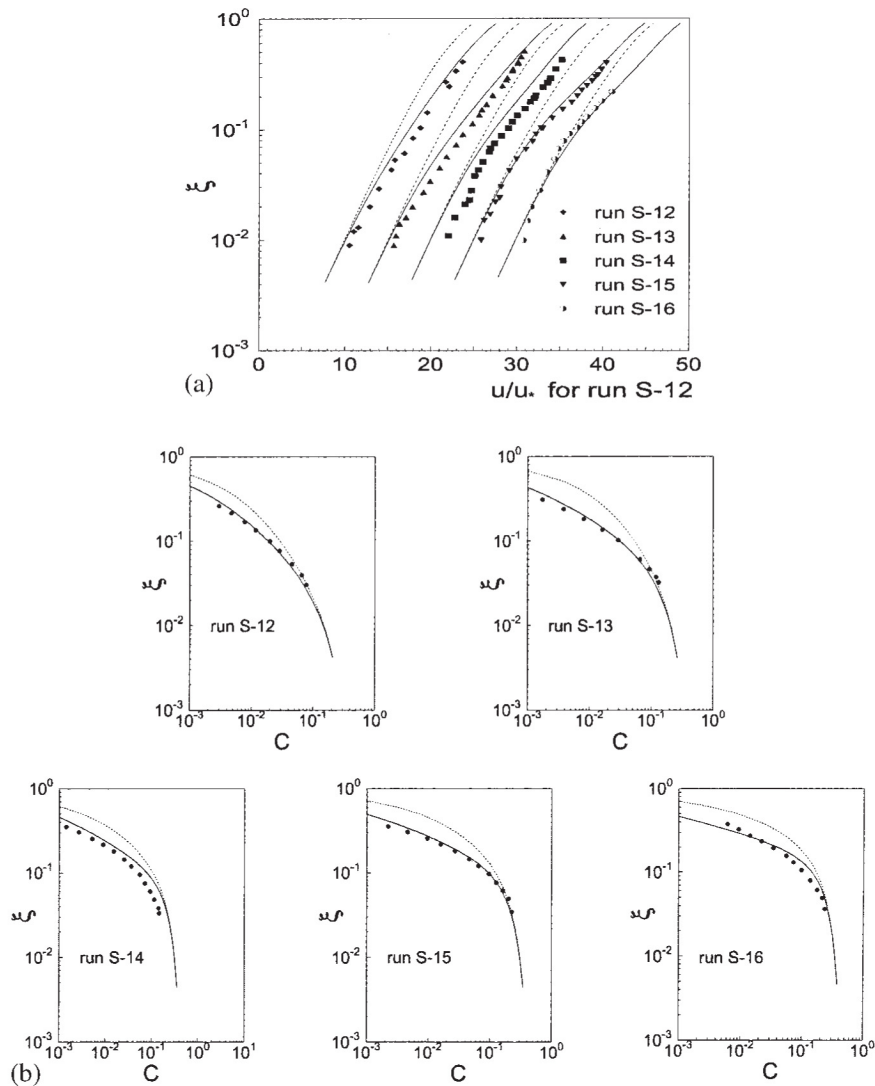 10⁰
10⁻¹
10⁻²
10⁻³
ξ
0 10 20 30 40 50
u/u* for run S-12
run S-12
run S-13
run S-14
run S-15
run S-16
(a)
10⁰
10⁻¹
10⁻²
10⁻³
ξ
run S-12
10⁻³ 10⁻² 10⁻¹ 10⁰
C
10⁰
10⁻¹
10⁻²
10⁻³
ξ
run S-13
10⁻³ 10⁻² 10⁻¹ 10⁰
C
10⁰
10⁻¹
10⁻²
10⁻³
ξ
run S-14
10⁻³ 10⁻² 10⁻¹ 10⁰ 10¹
C
10⁰
10⁻¹
10⁻²
10⁻³
ξ
run S-15
10⁻³ 10⁻² 10⁻¹ 10⁰
C
10⁰
10⁻¹
10⁻²
10⁻³
ξ
run S-16
10⁻³ 10⁻² 10⁻¹ 10⁰
C
(b)